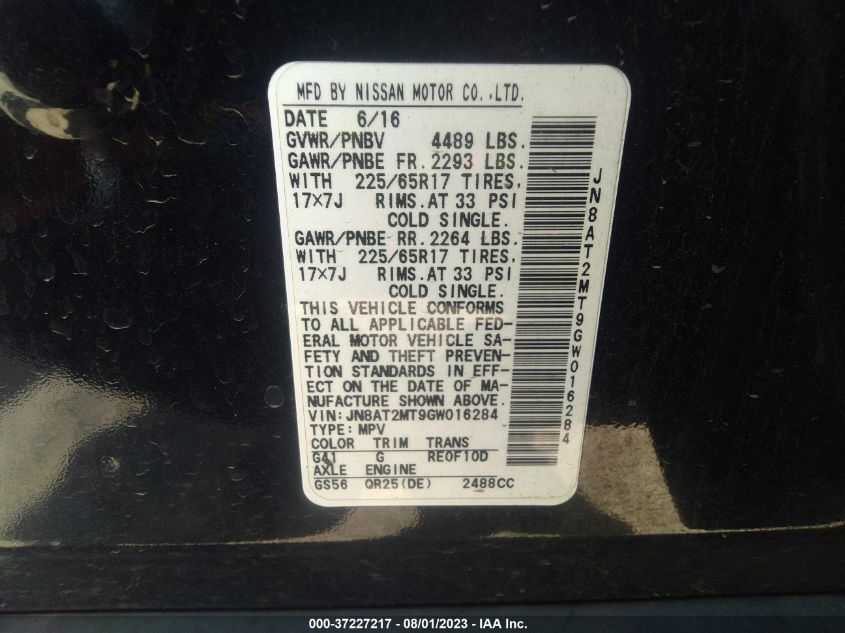 MFD BY NISSAN MOTOR CO.,LTD.
DATE 6/16
GVWR/PNBV 4489 LBS.
GAWR/PNBE FR. 2293 LBS.
WITH 225/65R17 TIRES,
17×7J RIMS.AT 33 PSI
COLD SINGLE.
GAWR/PNBE RR. 2264 LBS.
WITH 225/65R17 TIRES,
17×7J RIMS.AT 33 PSI
COLD SINGLE.
THIS VEHICLE CONFORMS
TO ALL APPLICABLE FED-
ERAL MOTOR VEHICLE SA-
FETY AND THEFT PREVEN-
TION STANDARDS IN EFF-
ECT ON THE DATE OF MA-
NUFACTURE SHOWN ABOVE.
VIN:JN8AT2MT9GW016284
TYPE:MPV
COLOR TRIM TRANS
G41 G RE0F10D
AXLE ENGINE
GS56 QR25(DE) 2488CC
JN8AT2MT9GW016284
000-37227217 - 08/01/2023 - © IAA Inc.